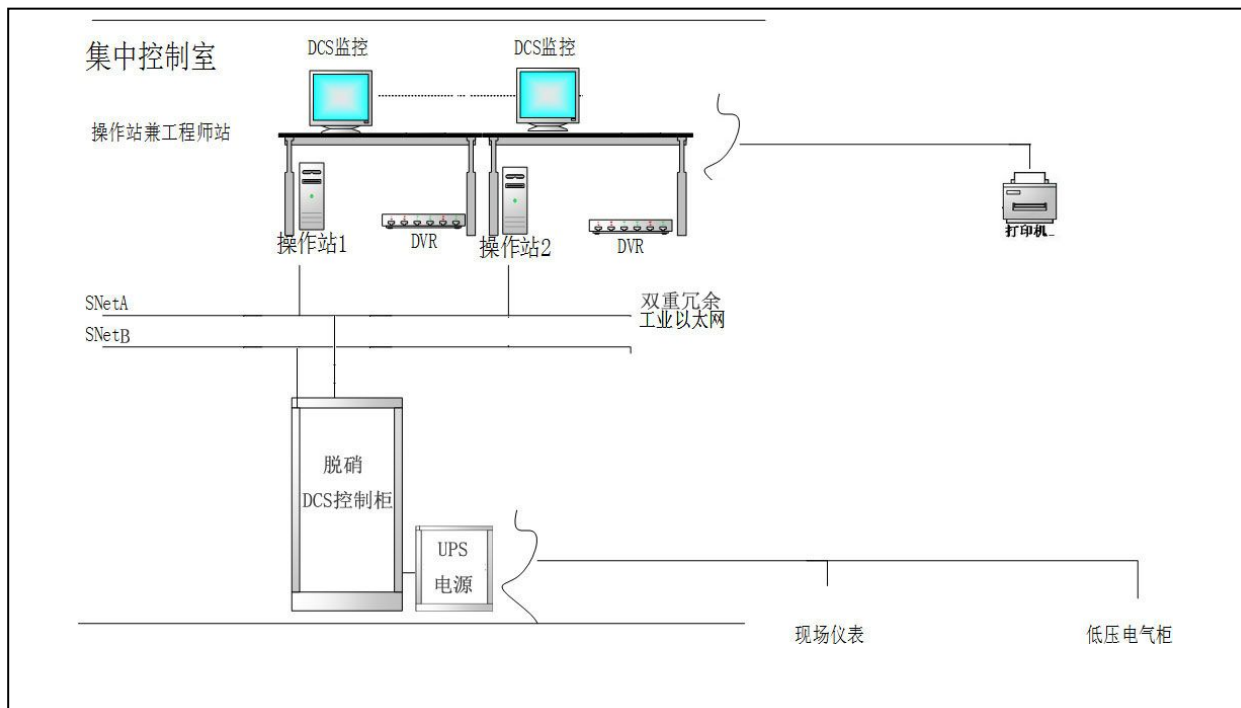 集中控制室
DCS监控
DCS监控
操作站兼工程师站
操作站1
DVR
操作站2
DVR
打印机
SNetA
双重冗余
工业以太网
SNetB
脱硝
DCS控制柜
UPS
电源
现场仪表
低压电气柜